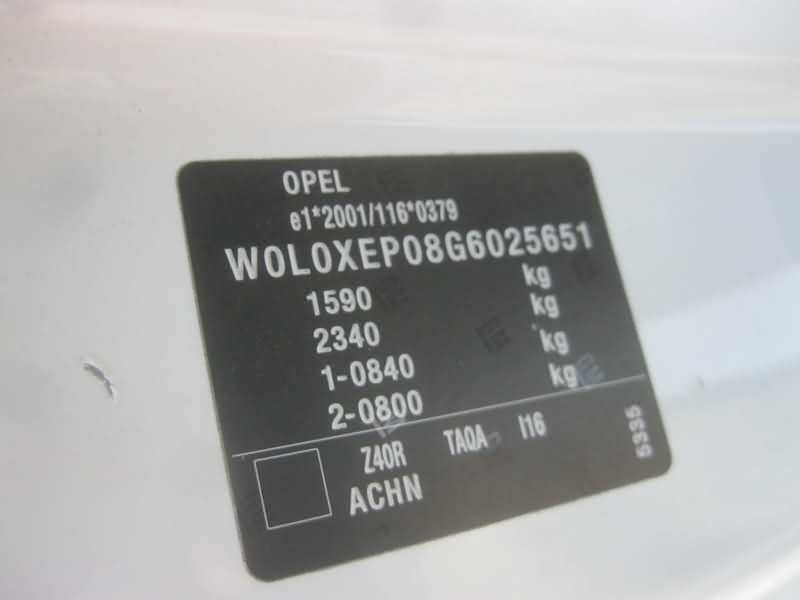 OPEL
e1*2001/116*0379
W0L0XEP08G6025651
1590 kg
2340 kg
1-0840 kg
2-0800 kg
Z40R TAQA I16
ACHN
5335